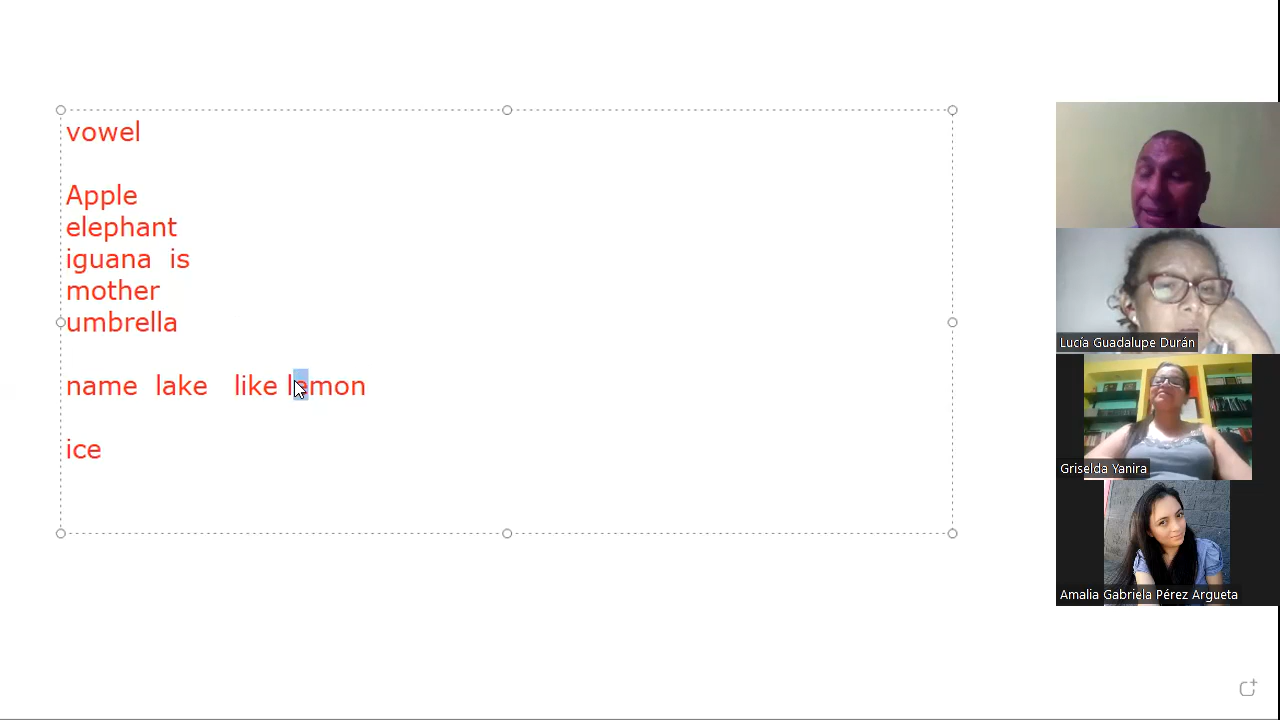 vowel
Apple
elephant
iguana is
mother
umbrella
name lake like lemon
ice
Lucía Guadalupe Durán
Griselda Yanira
Amalia Gabriela Pérez Argueta